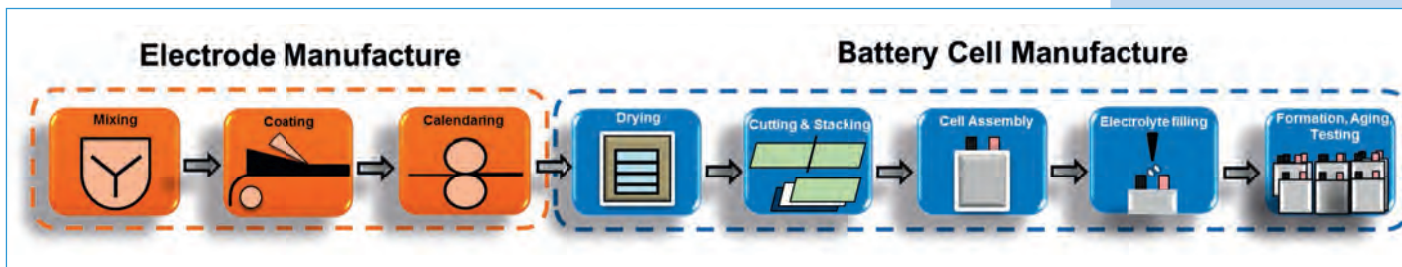 Electrode Manufacture
Battery Cell Manufacture
Mixing
Coating
Calendaring
Drying
Cutting & Stacking
Cell Assembly
Electrolyte filling
Formation, Aging,
Testing